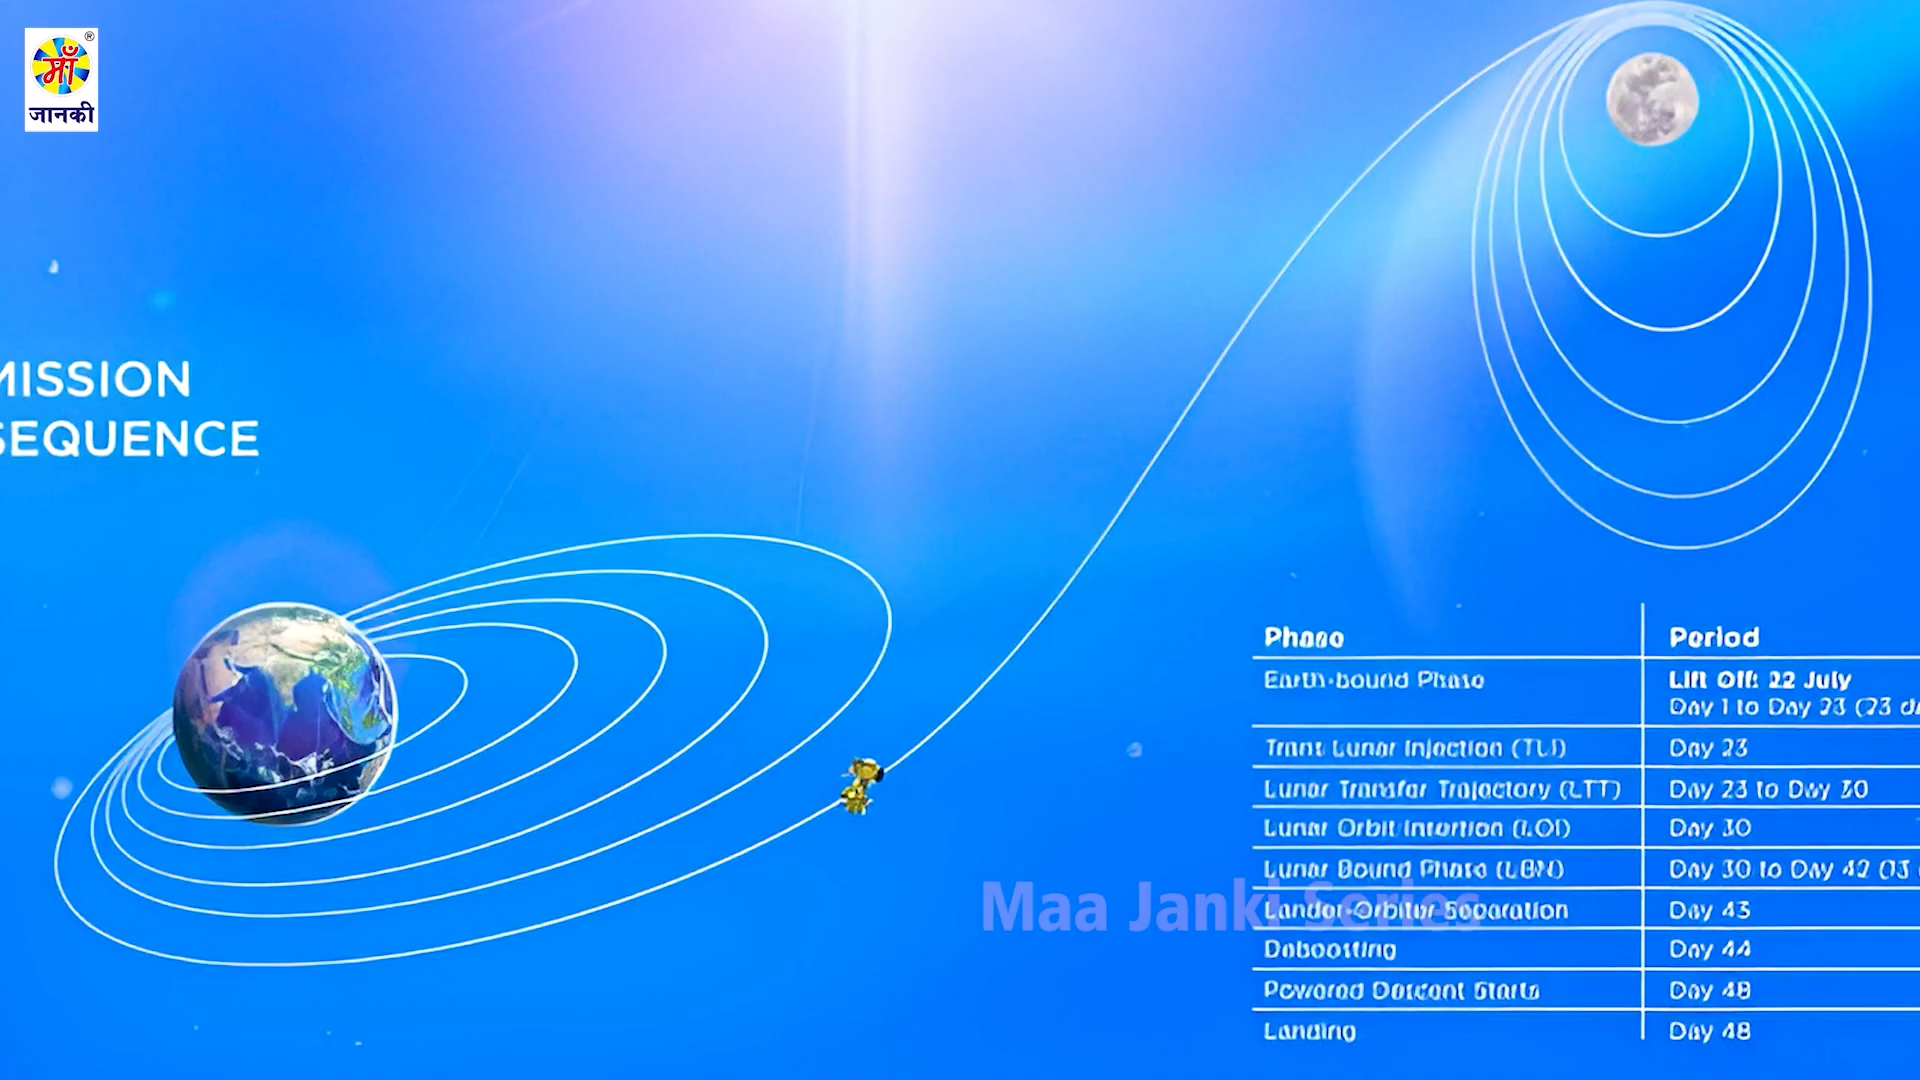 माँ
®
जानकी
MISSION
SEQUENCE
Phase Period
Earth-bound Phase Lift Off: 22 July
Day 1 to Day 23 (23
Trans Lunar Injection (TLI) Day 23
Lunar Transfer Trajectory (LTT) Day 23 to Day 30
Lunar Orbit Insertion (LOI) Day 30
Lunar Bound Phase (LBN) Day 30 to Day 42 (13
Maa Janki Series
Lander-Orbiter Separation Day 43
Deboosting Day 44
Powered Descent Starts Day 48
Landing Day 48